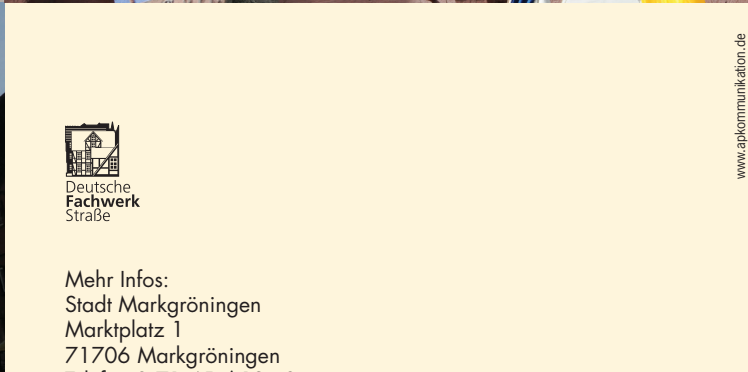 www.apkommunikation.de
Deutsche
Fachwerk
Straße
Mehr Infos:
Stadt Markgröningen
Marktplatz 1
71706 Markgröningen